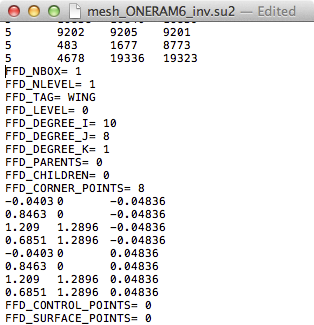 mesh_ONERAM6_inv.su2 — Edited
5 9202 9205 9201
5 483 1677 8773
5 4678 19336 19323
FFD_NBOX= 1
FFD_NLEVEL= 1
FFD_TAG= WING
FFD_LEVEL= 0
FFD_DEGREE_I= 10
FFD_DEGREE_J= 8
FFD_DEGREE_K= 1
FFD_PARENTS= 0
FFD_CHILDREN= 0
FFD_CORNER_POINTS= 8
-0.0403 0 -0.04836
0.8463 0 -0.04836
1.209 1.2896 -0.04836
0.6851 1.2896 -0.04836
-0.0403 0 0.04836
0.8463 0 0.04836
1.209 1.2896 0.04836
0.6851 1.2896 0.04836
FFD_CONTROL_POINTS= 0
FFD_SURFACE_POINTS= 0